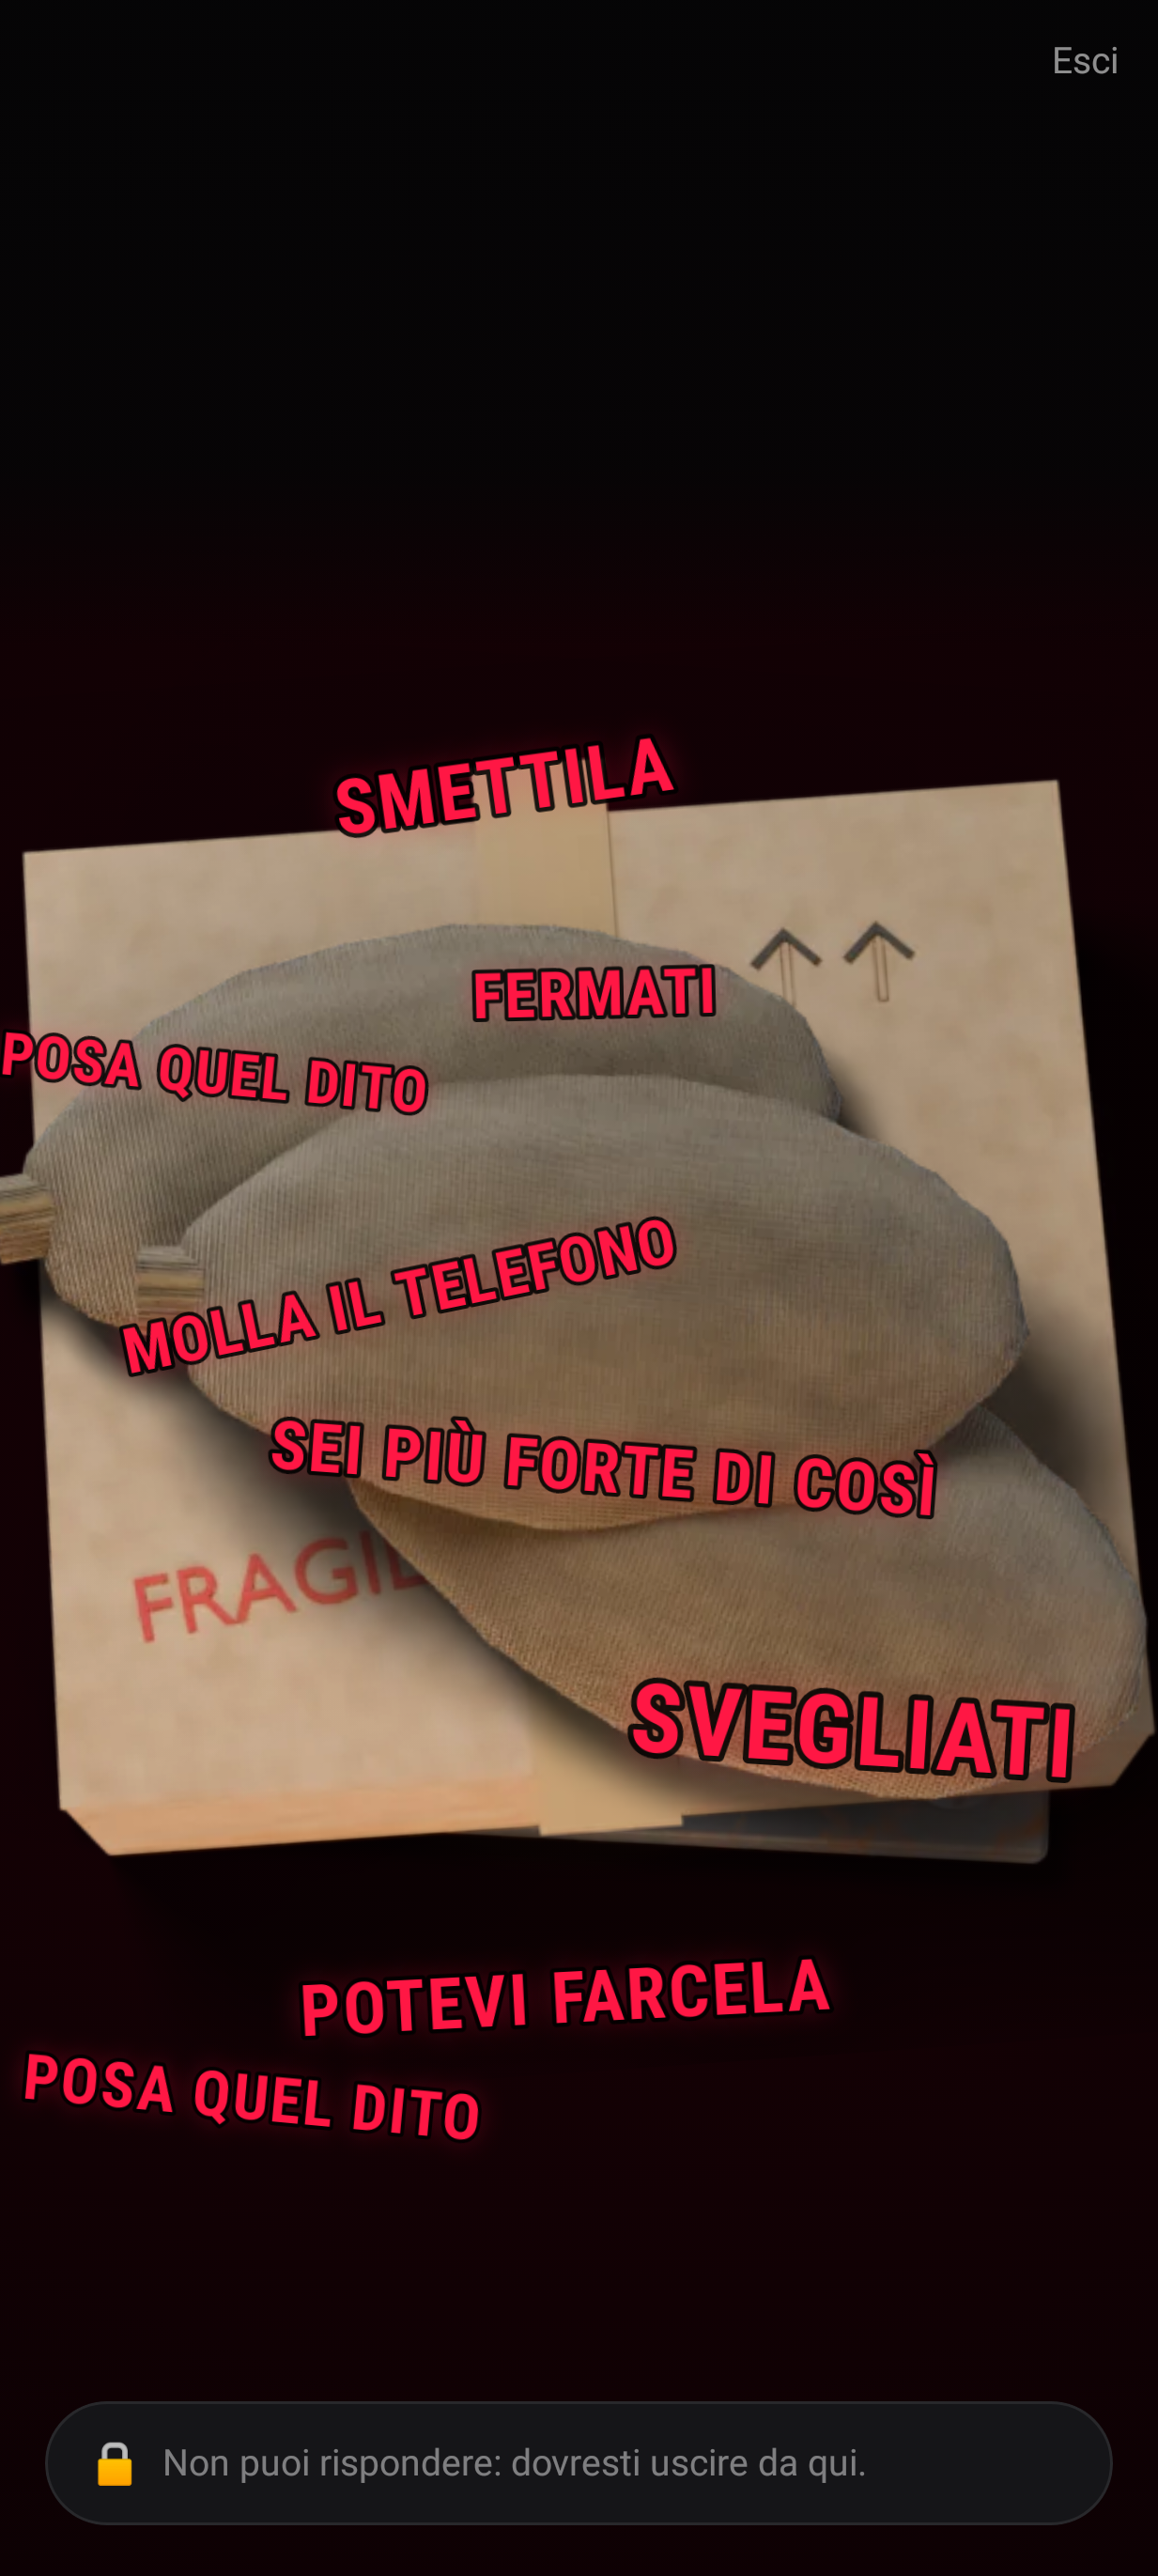 Esci
SMETTILA
FERMATI
POSA QUEL DITO
MOLLA IL TELEFONO
SEI PIÙ FORTE DI COSÌ
FRAGIL
SVEGLIATI
POTEVI FARCELA
POSA QUEL DITO
Non puoi rispondere: dovresti uscire da qui.